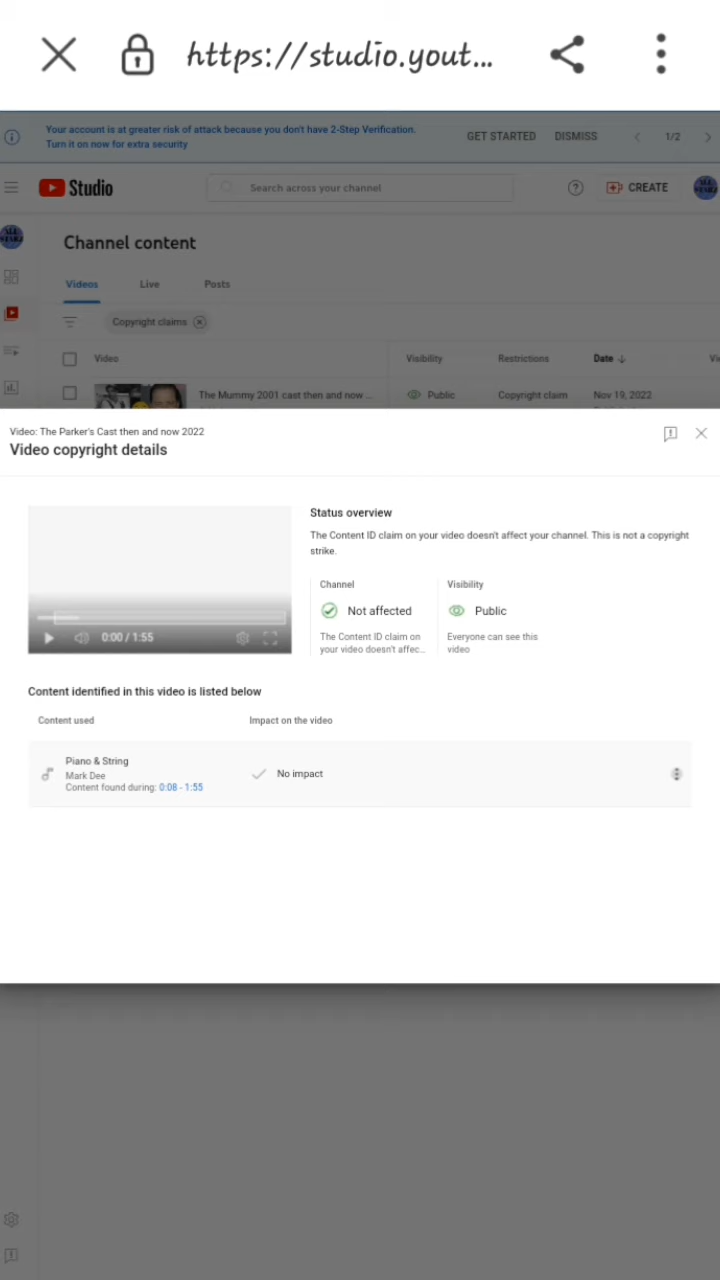 https://studio.yout...
Your account is at greater risk of attack because you don't have 2-Step Verification.
Turn it on now for extra security
GET STARTED
DISMISS
1/2
Studio
Search across your channel
CREATE
Channel content
Videos
Live
Posts
Copyright claims
Video
Visibility
Restrictions
Date
The Mummy 2001 cast then and now ...
Public
Copyright claim
Nov 19, 2022
Video: The Parker's Cast then and now 2022
Video copyright details
Status overview
The Content ID claim on your video doesn't affect your channel. This is not a copyright
strike.
Channel
Not affected
The Content ID claim on
your video doesn't affec...
Visibility
Public
Everyone can see this
video
0:00 / 1:55
Content identified in this video is listed below
Content used
Impact on the video
Piano & String
Mark Dee
Content found during: 0:08 - 1:55
No impact